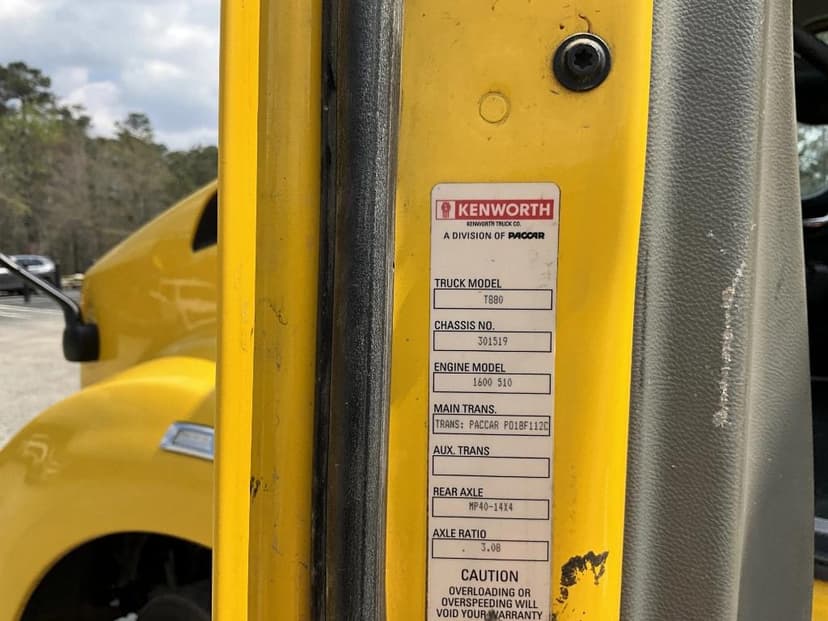 KENWORTH
KENWORTH TRUCK CO.
A DIVISION OF PACCAR
TRUCK MODEL
T880
CHASSIS NO.
301519
ENGINE MODEL
1600 510
MAIN TRANS.
TRANS: PACCAR PO18F112C
AUX. TRANS
REAR AXLE
MP40-14X4
AXLE RATIO
3.08
CAUTION
OVERLOADING OR
OVERSPEEDING WILL
VOID YOUR WARRANTY